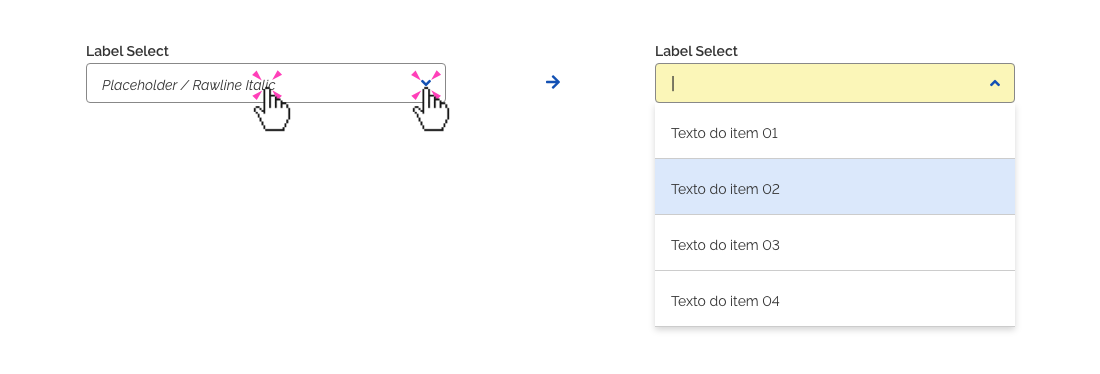 Label Select
Placeholder / Rawline Italic
Label Select
Texto do item 01
Texto do item 02
Texto do item 03
Texto do item 04